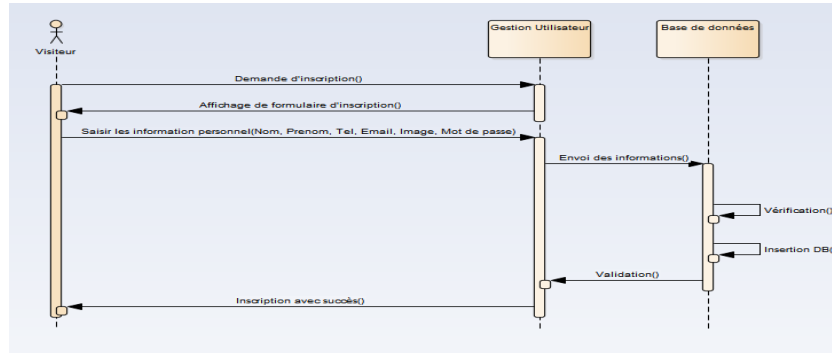 Visiteur
Gestion Utilisateur
Base de données
Demande d'inscription()
Affichage de formulaire d'inscription()
Saisir les information personnel(Nom, Prenom, Tel, Email, Image, Mot de passe)
Envoi des informations()
Vérification()
Insertion DB(
Validation()
Inscription avec succès()